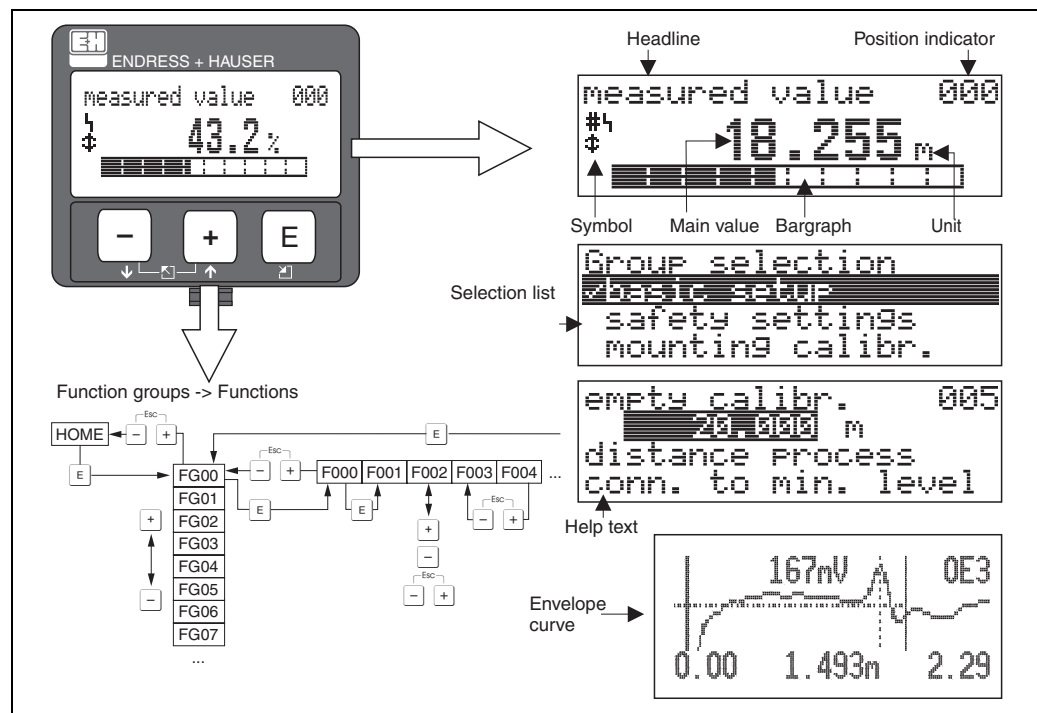 E+H
ENDRESS + HAUSER
measured value 000
43.2 %
– + E
Headline Position indicator
measured value 000
18.255 m
Symbol Main value Bargraph Unit
Selection list
Group selection
basic setup
safety settings
mounting calibr.
empty calibr. 005
20.000 m
distance process
conn. to min. level
Help text
Envelope
curve
167mV 0E3
0.00 1.493m 2.29
Function groups -> Functions
HOME
Esc
– +
E
FG00
FG01
FG02
FG03
FG04
FG05
FG06
FG07
...
+
–
Esc
– +
E
E
F000 F001 F002 F003 F004 ...
E
+
–
Esc
– +
Esc
– +